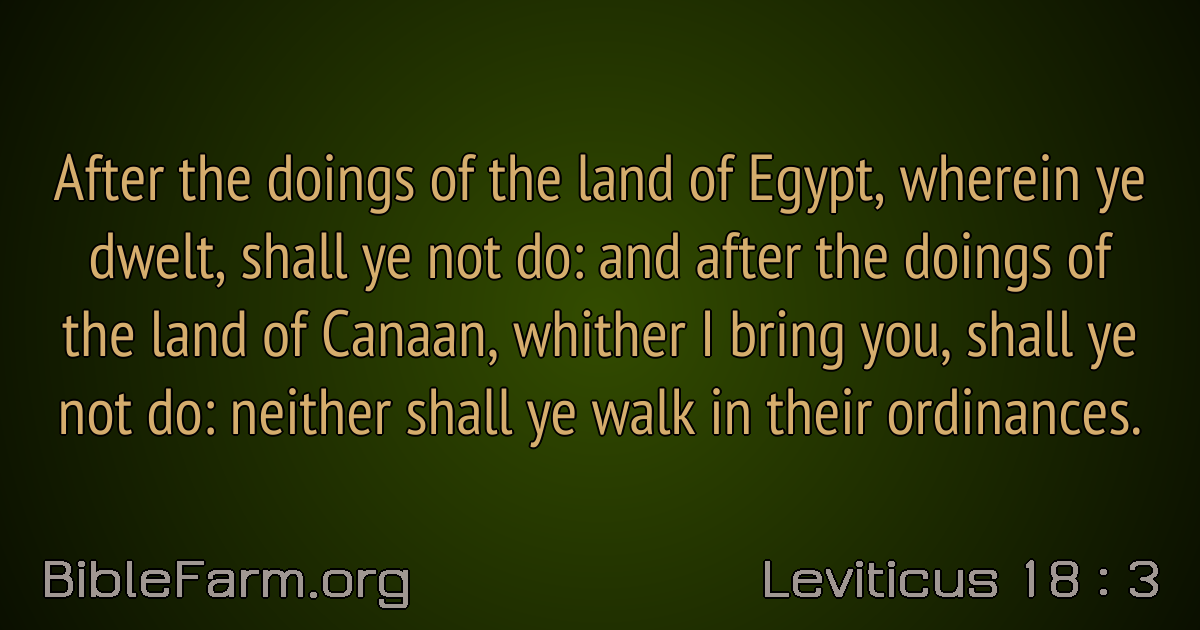 After the doings of the land of Egypt, wherein ye
dwelt, shall ye not do: and after the doings of
the land of Canaan, whither I bring you, shall ye
not do: neither shall ye walk in their ordinances.
BibleFarm.org
Leviticus 18 : 3